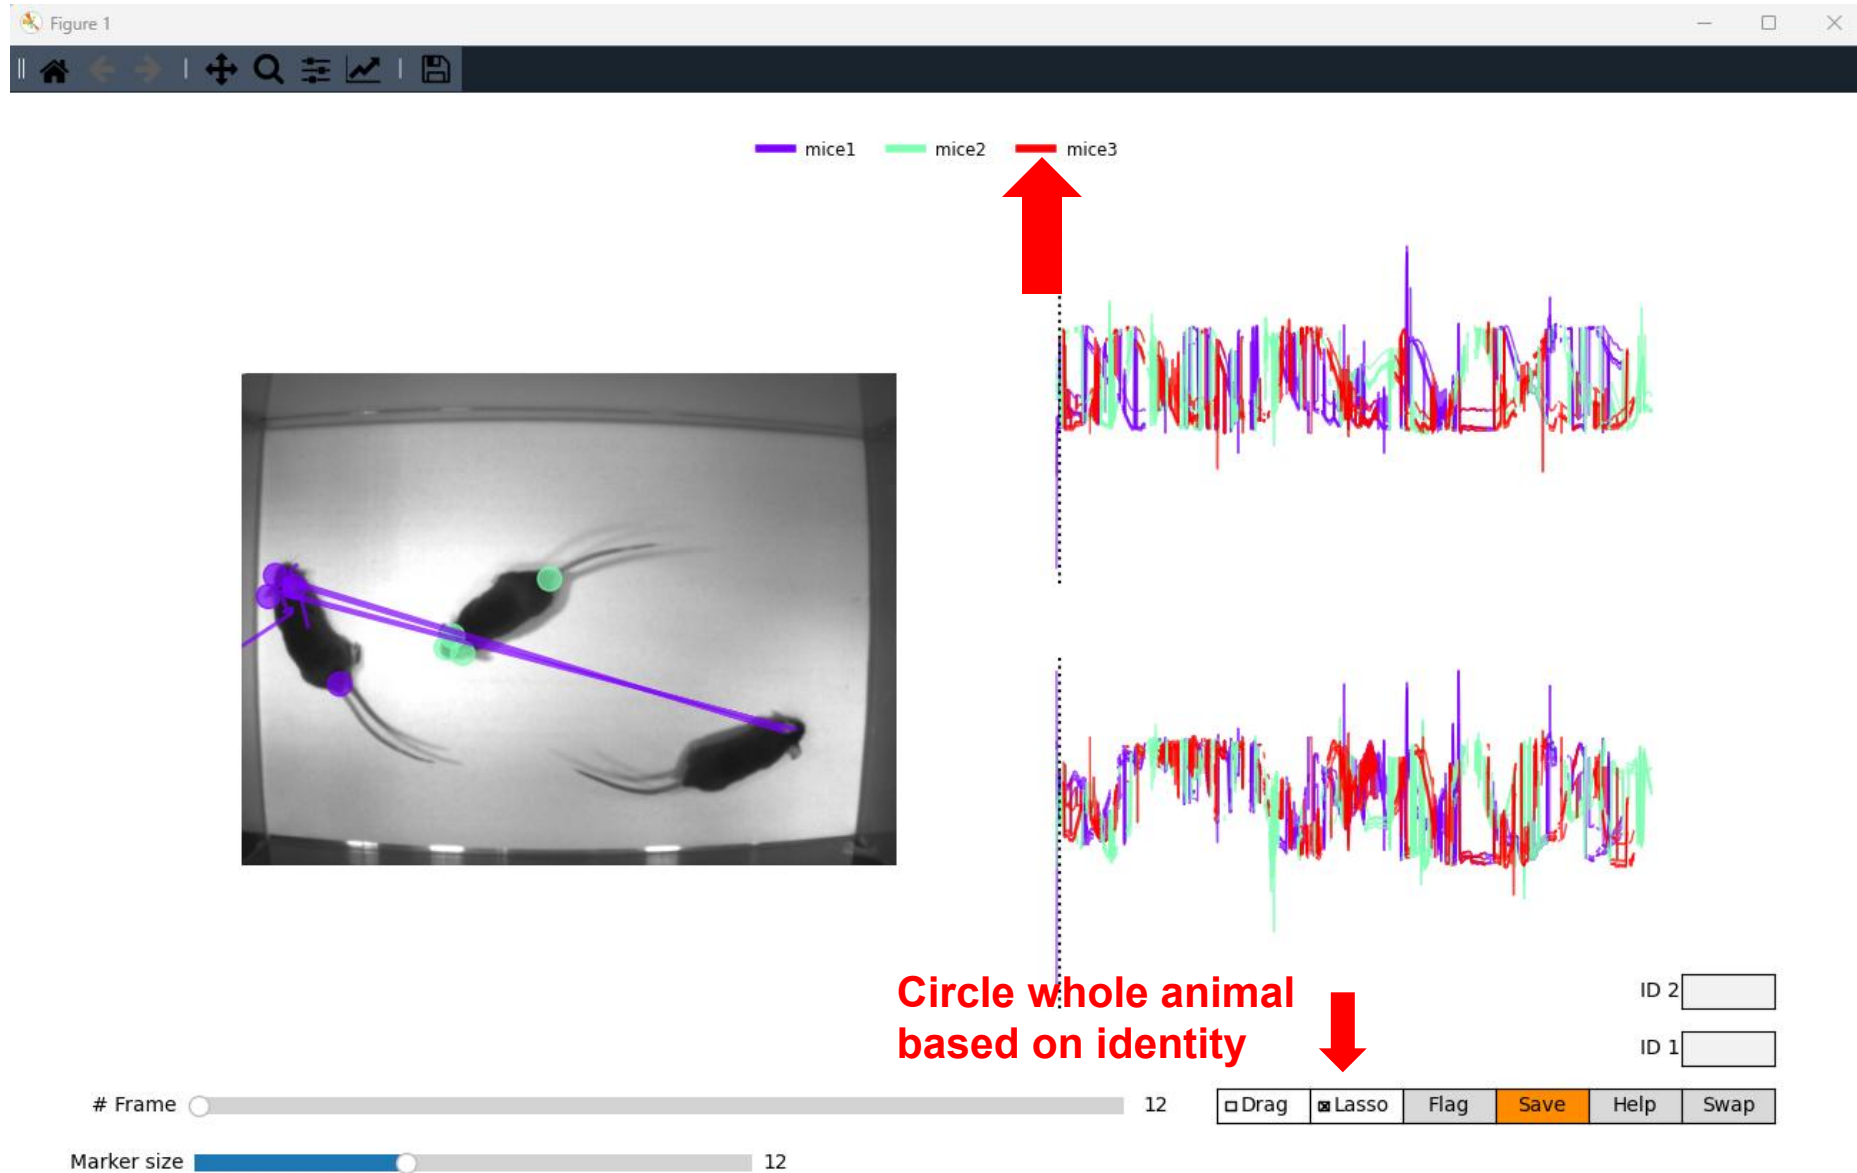 Figure 1
mice1 mice2 mice3
Circle whole animal
based on identity
ID 2
ID 1
# Frame 12 Drag Lasso Flag Save Help Swap
Marker size 12